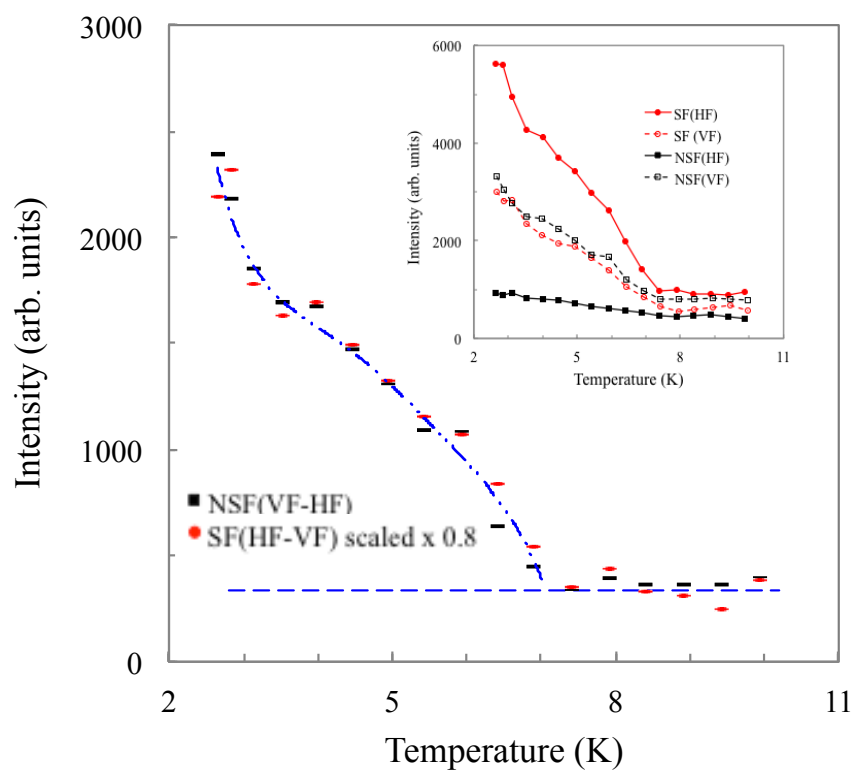 3000
2000
1000
0
2
5
8
11
Intensity (arb. units)
Temperature (K)
NSF(VF-HF)
SF(HF-VF) scaled x 0.8
6000
4000
2000
0
2
5
8
11
Intensity (arb. units)
Temperature (K)
SF(HF)
SF (VF)
NSF(HF)
NSF(VF)